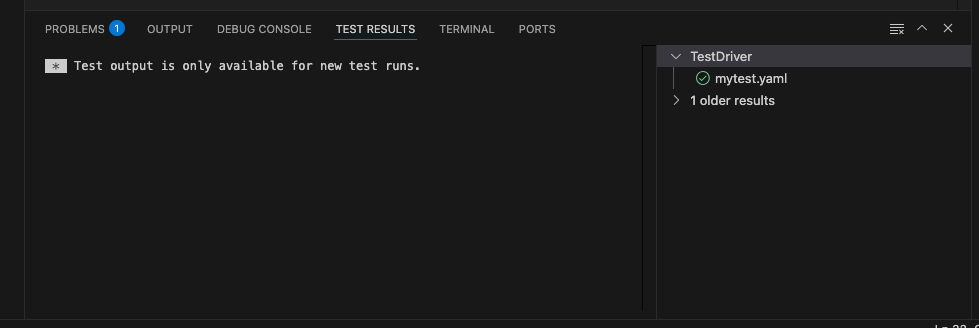 PROBLEMS 1 OUTPUT DEBUG CONSOLE TEST RESULTS TERMINAL PORTS
* Test output is only available for new test runs.
TestDriver
mytest.yaml
1 older results